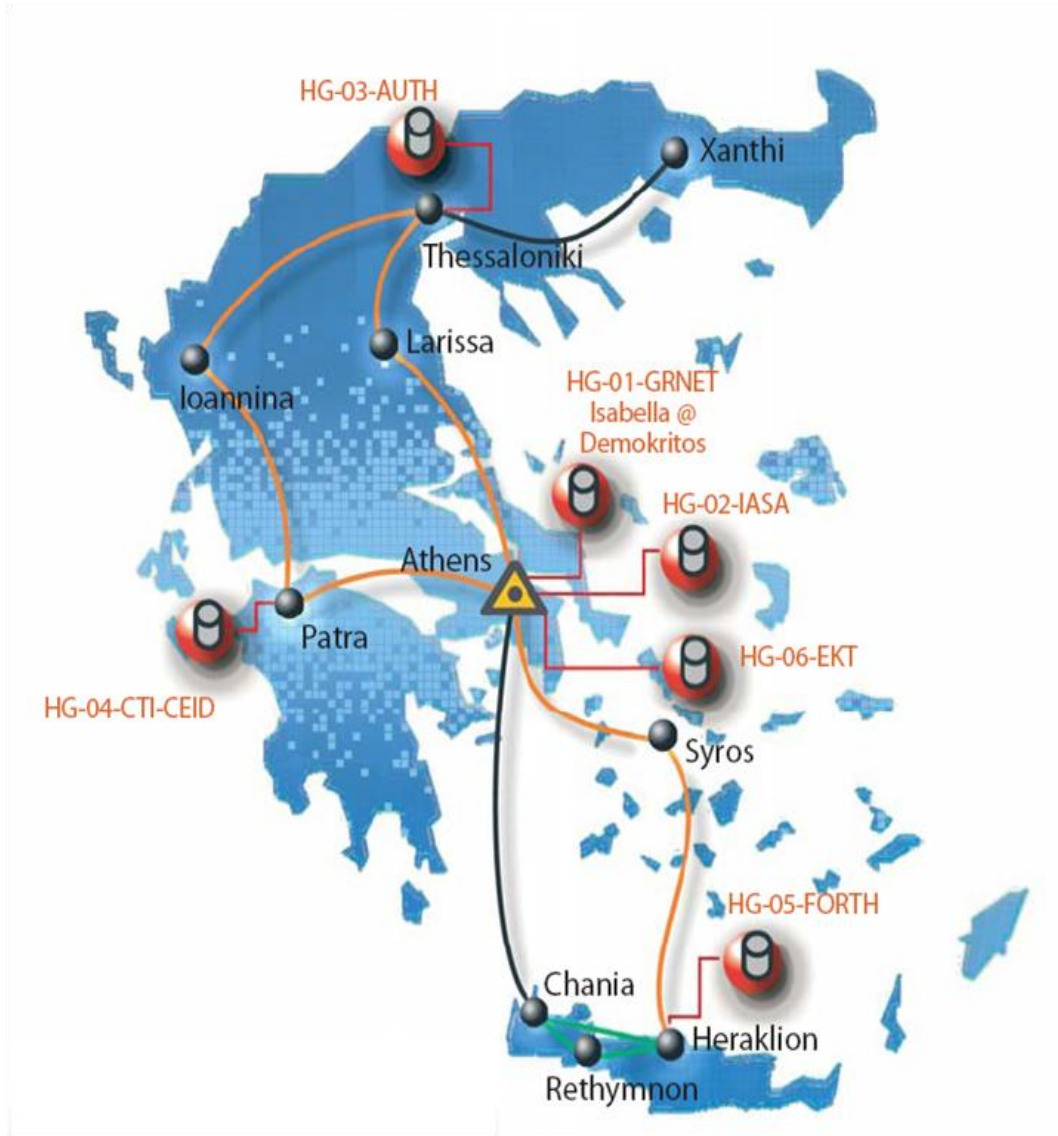 HG-03-AUTH
Xanthi
Thessaloniki
Larissa
Ioannina
HG-01-GRNET
Isabella @
Demokritos
HG-02-IASA
Athens
Patra
HG-06-EKT
HG-04-CTI-CEID
Syros
HG-05-FORTH
Chania
Heraklion
Rethymnon